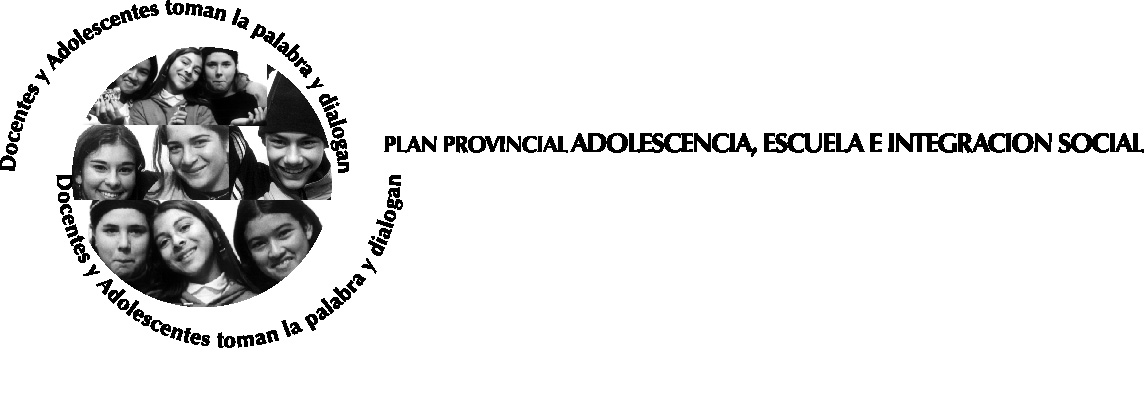 Docentes y Adolescentes toman la palabra y dialogan
PLAN PROVINCIAL ADOLESCENCIA, ESCUELA E INTEGRACION SOCIAL
Docentes y Adolescentes toman la palabra y dialogan